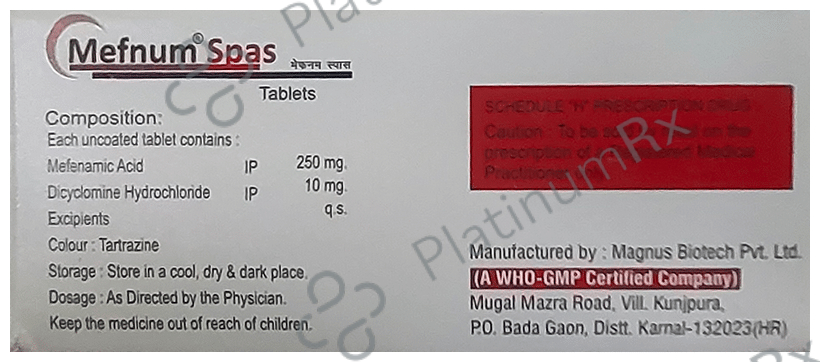 Mefnum® Spas मेफनम स्पास
Tablets
Composition:
Each uncoated tablet contains :
Mefenamic Acid IP 250 mg.
Dicyclomine Hydrochloride IP 10 mg.
Excipients q.s.
Colour : Tartrazine
Storage : Store in a cool, dry & dark place.
Dosage : As Directed by the Physician.
Keep the medicine out of reach of children.
SCHEDULE "H" PRESCRIPTION DRUG
Caution : To be on the
prescription of Medical
Practitioner
Manufactured by : Magnus Biotech Pvt. Ltd.
(A WHO-GMP Certified Company)
Mugal Mazra Road, Vill. Kunjpura,
P.O. Bada Gaon, Distt. Karnal-132023(HR)
PlatinumRx
PlatinumRx